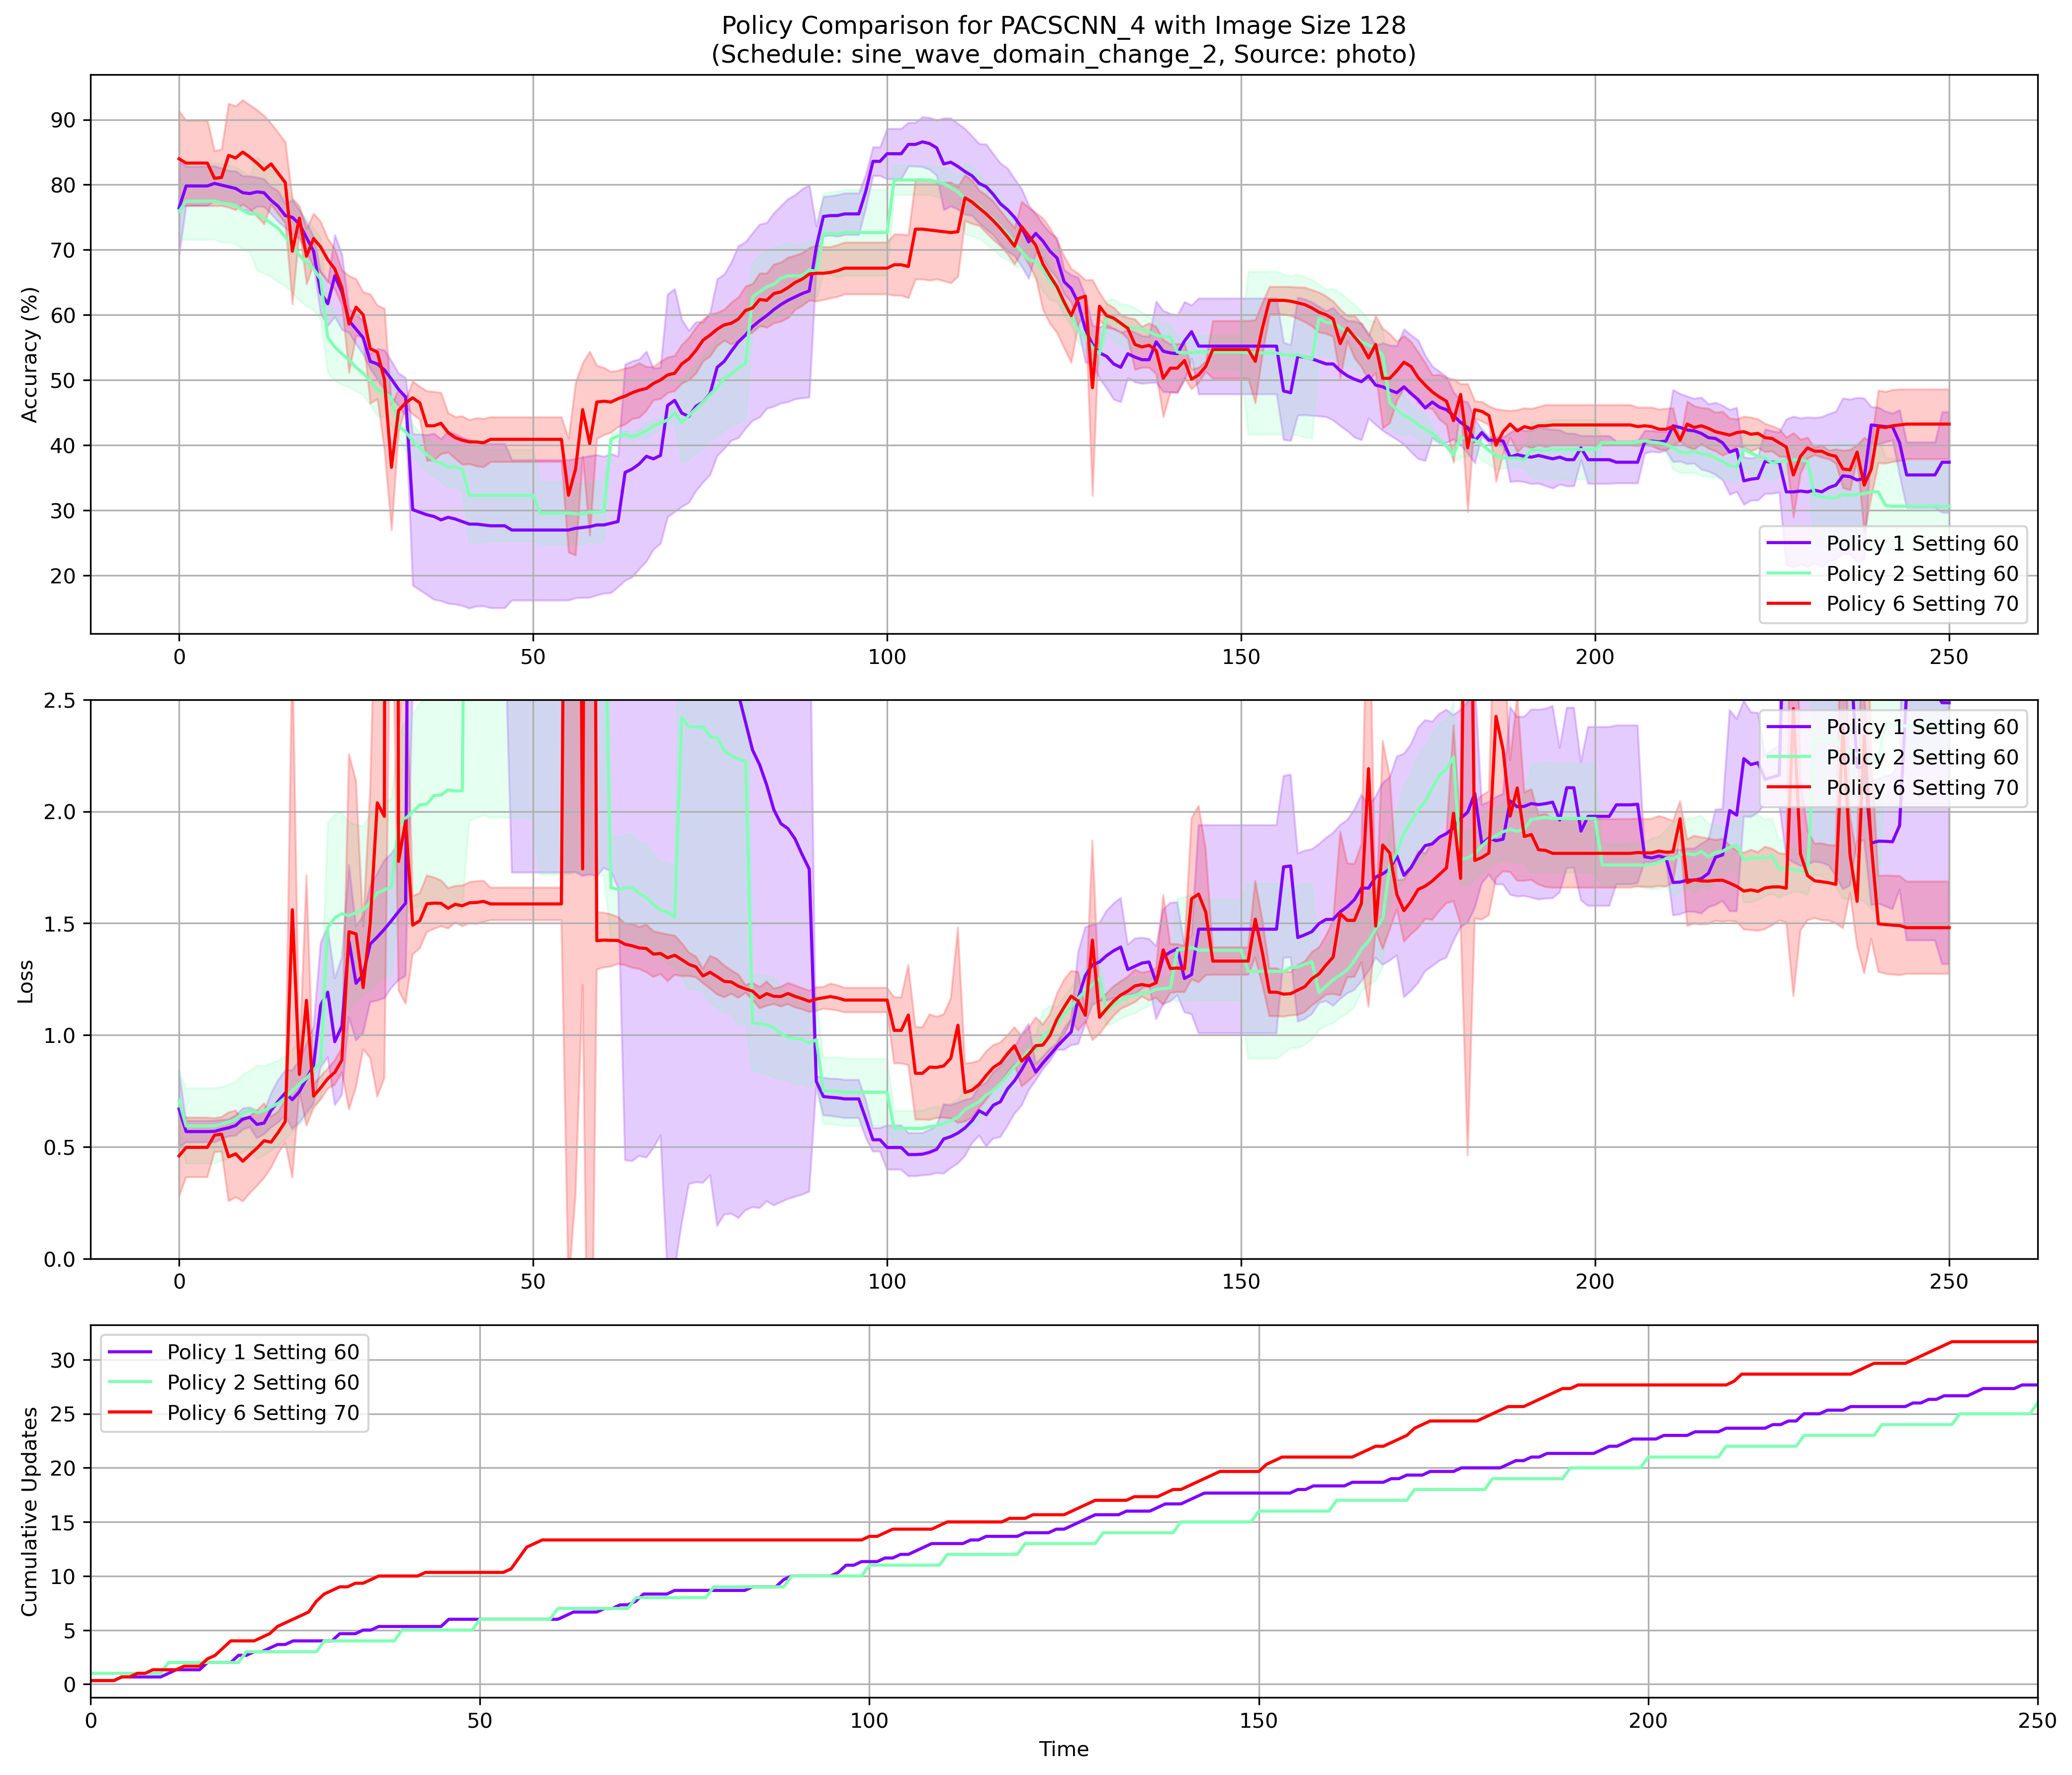 Policy Comparison for PACSCNN_4 with Image Size 128
(Schedule: sine_wave_domain_change_2, Source: photo)
Accuracy (%)
90
80
70
60
50
40
30
20
0
50
100
150
200
250
Policy 1 Setting 60
Policy 2 Setting 60
Policy 6 Setting 70
Loss
2.5
2.0
1.5
1.0
0.5
0.0
0
50
100
150
200
250
Policy 1 Setting 60
Policy 2 Setting 60
Policy 6 Setting 70
Cumulative Updates
30
25
20
15
10
5
0
0
50
100
150
200
250
Policy 1 Setting 60
Policy 2 Setting 60
Policy 6 Setting 70
Time